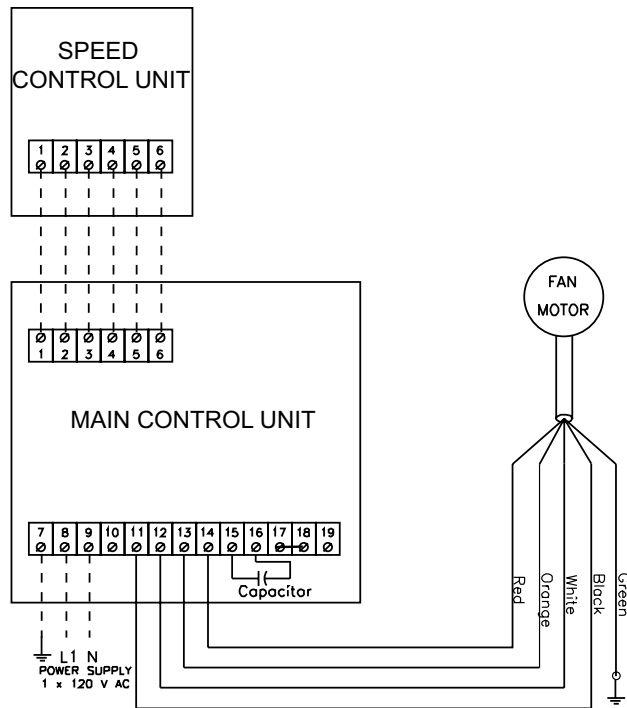 SPEED
CONTROL UNIT
1 2 3 4 5 6
1 2 3 4 5 6
FAN
MOTOR
MAIN CONTROL UNIT
7 8 9 10 11 12 13 14 15 16 17 18 19
Capacitor
Red
Orange
White
Black
Green
L1 N
POWER SUPPLY
1 x 120 V AC